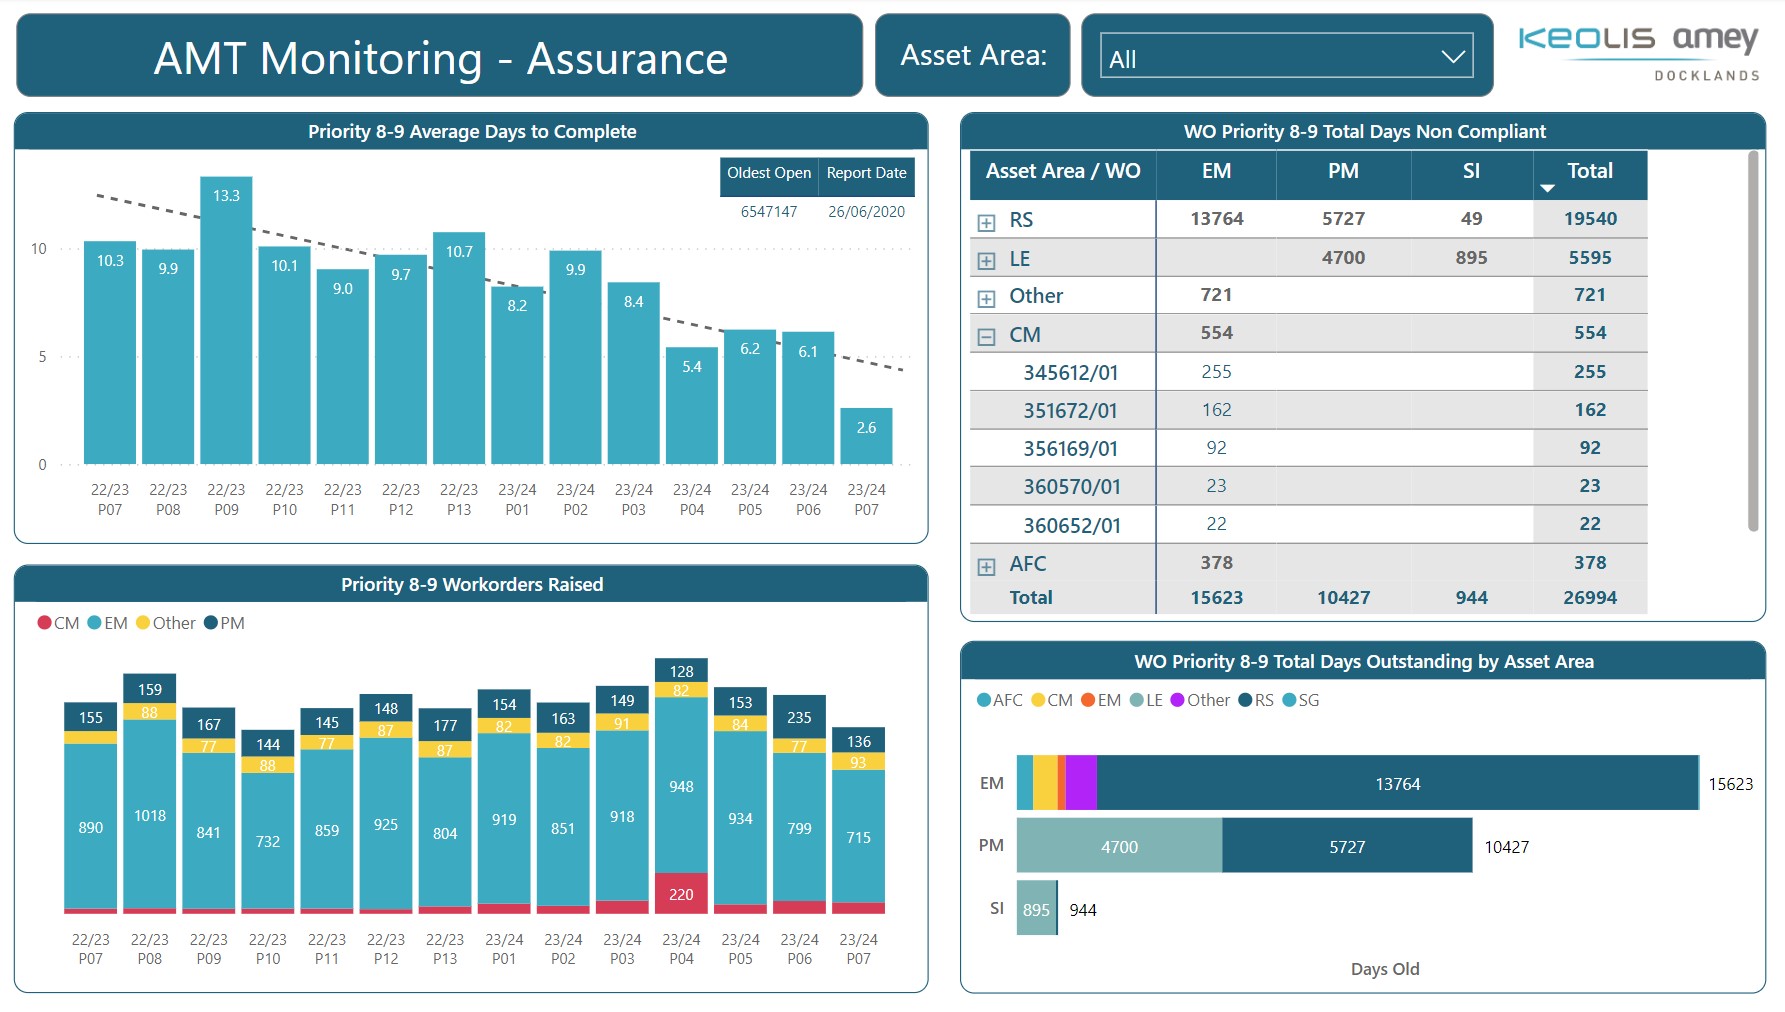 AMT Monitoring - Assurance
Asset Area:
All
KEOLIS amey
DOCKLANDS
Priority 8-9 Average Days to Complete
Oldest Open Report Date
6547147 26/06/2020
10
5
0
10.3 9.9 13.3 10.1 9.0 9.7 10.7 8.2 9.9 8.4 5.4 6.2 6.1 2.6
22/23 22/23 22/23 22/23 22/23 22/23 22/23 23/24 23/24 23/24 23/24 23/24 23/24 23/24
P07 P08 P09 P10 P11 P12 P13 P01 P02 P03 P04 P05 P06 P07
Priority 8-9 Workorders Raised
CM EM Other PM
155 159 167 144 145 148 177 154 163 149 128 153 235 136
88 77 88 77 87 87 82 82 91 82 84 77 93
890 1018 841 732 859 925 804 919 851 918 948 934 799 715
220
22/23 22/23 22/23 22/23 22/23 22/23 22/23 23/24 23/24 23/24 23/24 23/24 23/24 23/24
P07 P08 P09 P10 P11 P12 P13 P01 P02 P03 P04 P05 P06 P07
WO Priority 8-9 Total Days Non Compliant
Asset Area / WO EM PM SI Total
RS 13764 5727 49 19540
LE 4700 895 5595
Other 721 721
CM 554 554
345612/01 255 255
351672/01 162 162
356169/01 92 92
360570/01 23 23
360652/01 22 22
AFC 378 378
Total 15623 10427 944 26994
WO Priority 8-9 Total Days Outstanding by Asset Area
AFC CM EM LE Other RS SG
EM 13764 15623
PM 4700 5727 10427
SI 895 944
Days Old